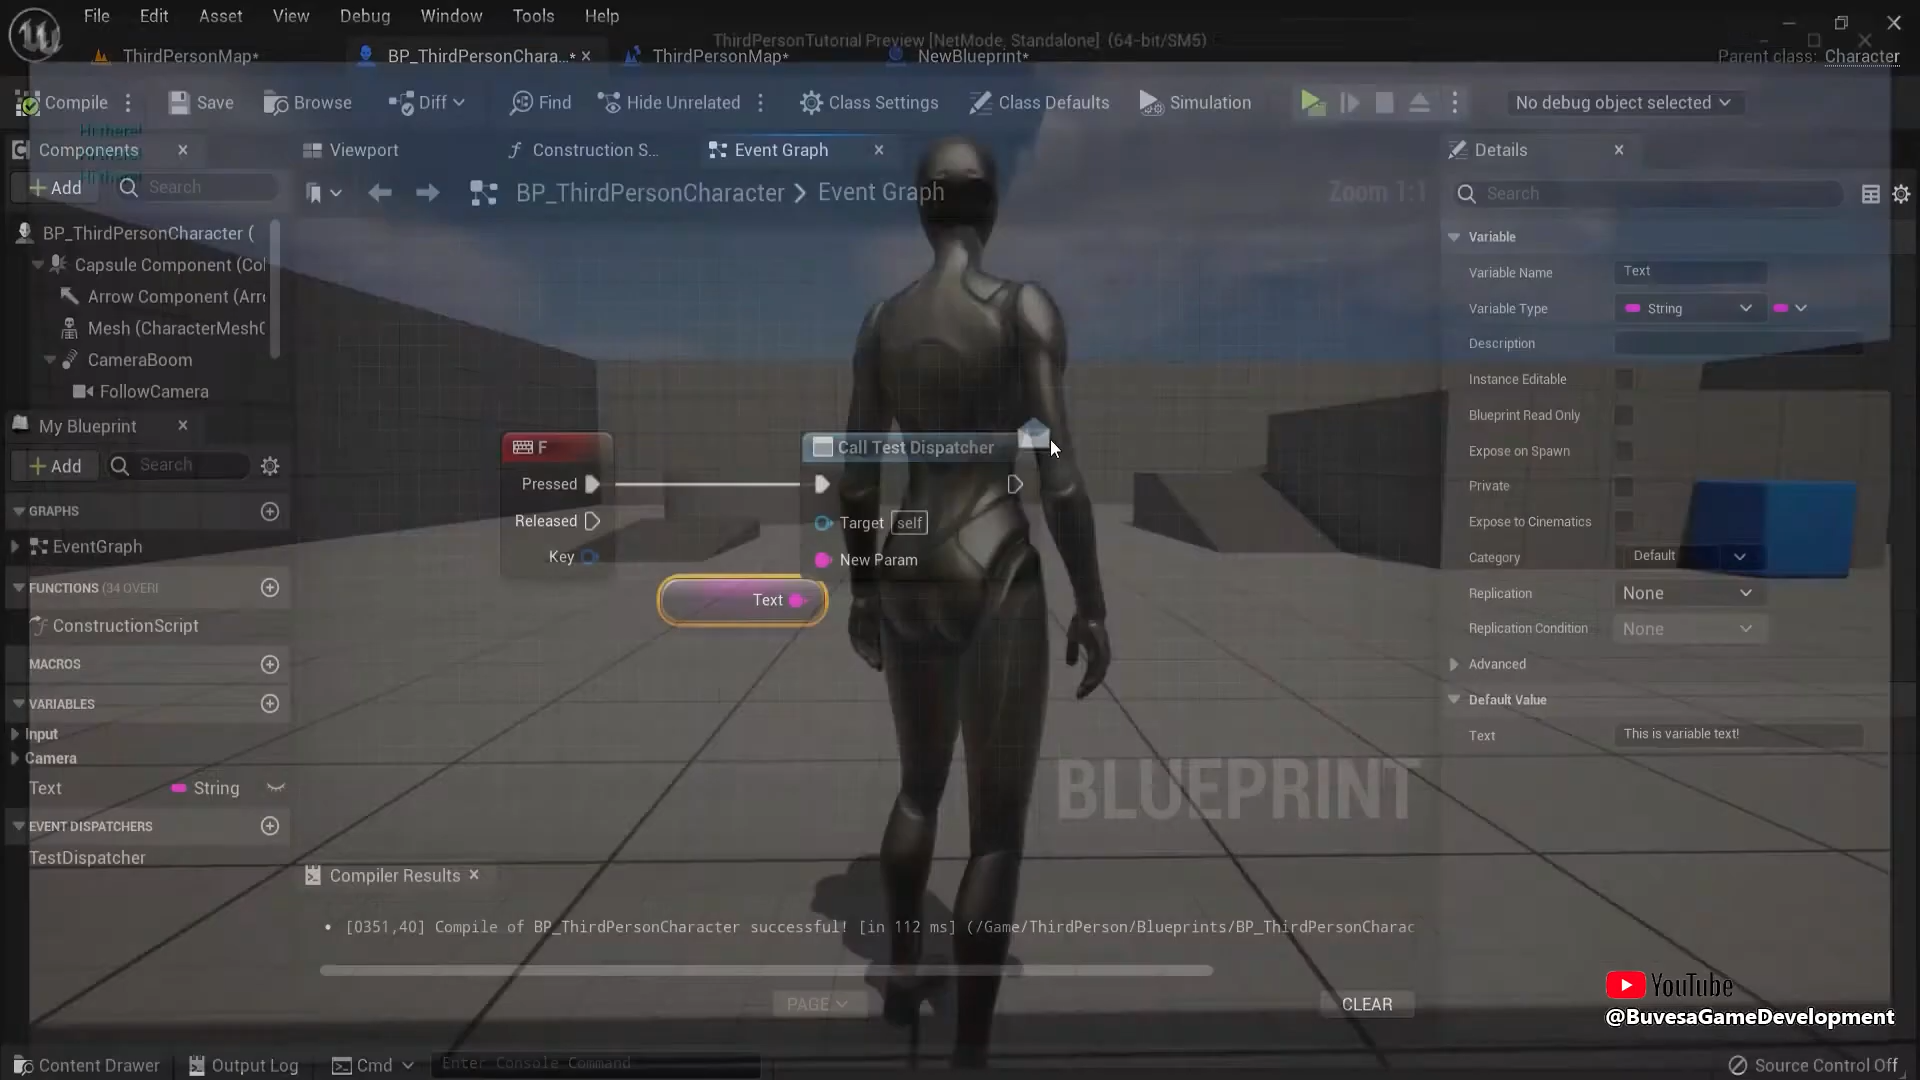 File Edit Asset View Debug Window Tools Help
ThirdPersonTutorial Preview [NetMode, Standalone] (64-bit/SM5)
ThirdPersonMap*
BP_ThirdPersonChara...*
ThirdPersonMap*
NewBlueprint*
Parent class: Character
Compile
Save
Browse
Diff
Find
Hide Unrelated
Class Settings
Class Defaults
Simulation
No debug object selected
Hi there!
Components
Viewport
Construction S...
Event Graph
Details
Hi there!
Add
Search
BP_ThirdPersonCharacter > Event Graph
Zoom 1:1
Search
BP_ThirdPersonCharacter (
Capsule Component (Col
Arrow Component (Arr
Mesh (CharacterMesh
CameraBoom
FollowCamera
My Blueprint
Add
Search
GRAPHS
EventGraph
FUNCTIONS (34 OVERI
ConstructionScript
MACROS
VARIABLES
Input
Camera
Text
String
EVENT DISPATCHERS
TestDispatcher
F
Pressed
Released
Key
Call Test Dispatcher
Target self
New Param
Text
BLUEPRINT
Variable
Variable Name Text
Variable Type String
Description
Instance Editable
Blueprint Read Only
Expose on Spawn
Private
Expose to Cinematics
Category Default
Replication None
Replication Condition None
Advanced
Default Value
Text This is variable text!
Compiler Results
• [0351,40] Compile of BP_ThirdPersonCharacter successful! [in 112 ms] (/Game/ThirdPerson/Blueprints/BP_ThirdPersonCharac
PAGE
CLEAR
YouTube
@BuvesaGameDevelopment
Content Drawer
Output Log
Cmd
Enter Console Command
Source Control Off